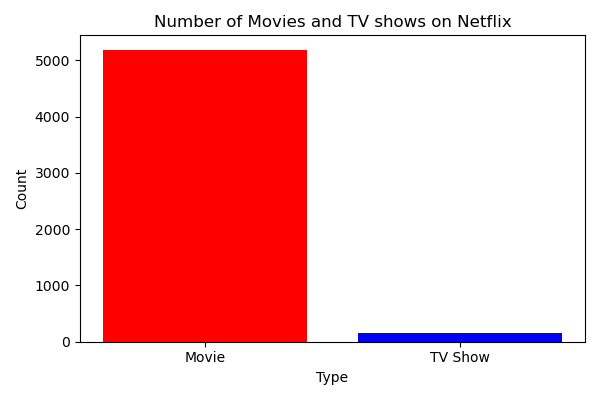 Number of Movies and TV shows on Netflix
5000
4000
3000
2000
1000
0
Count
Movie
TV Show
Type